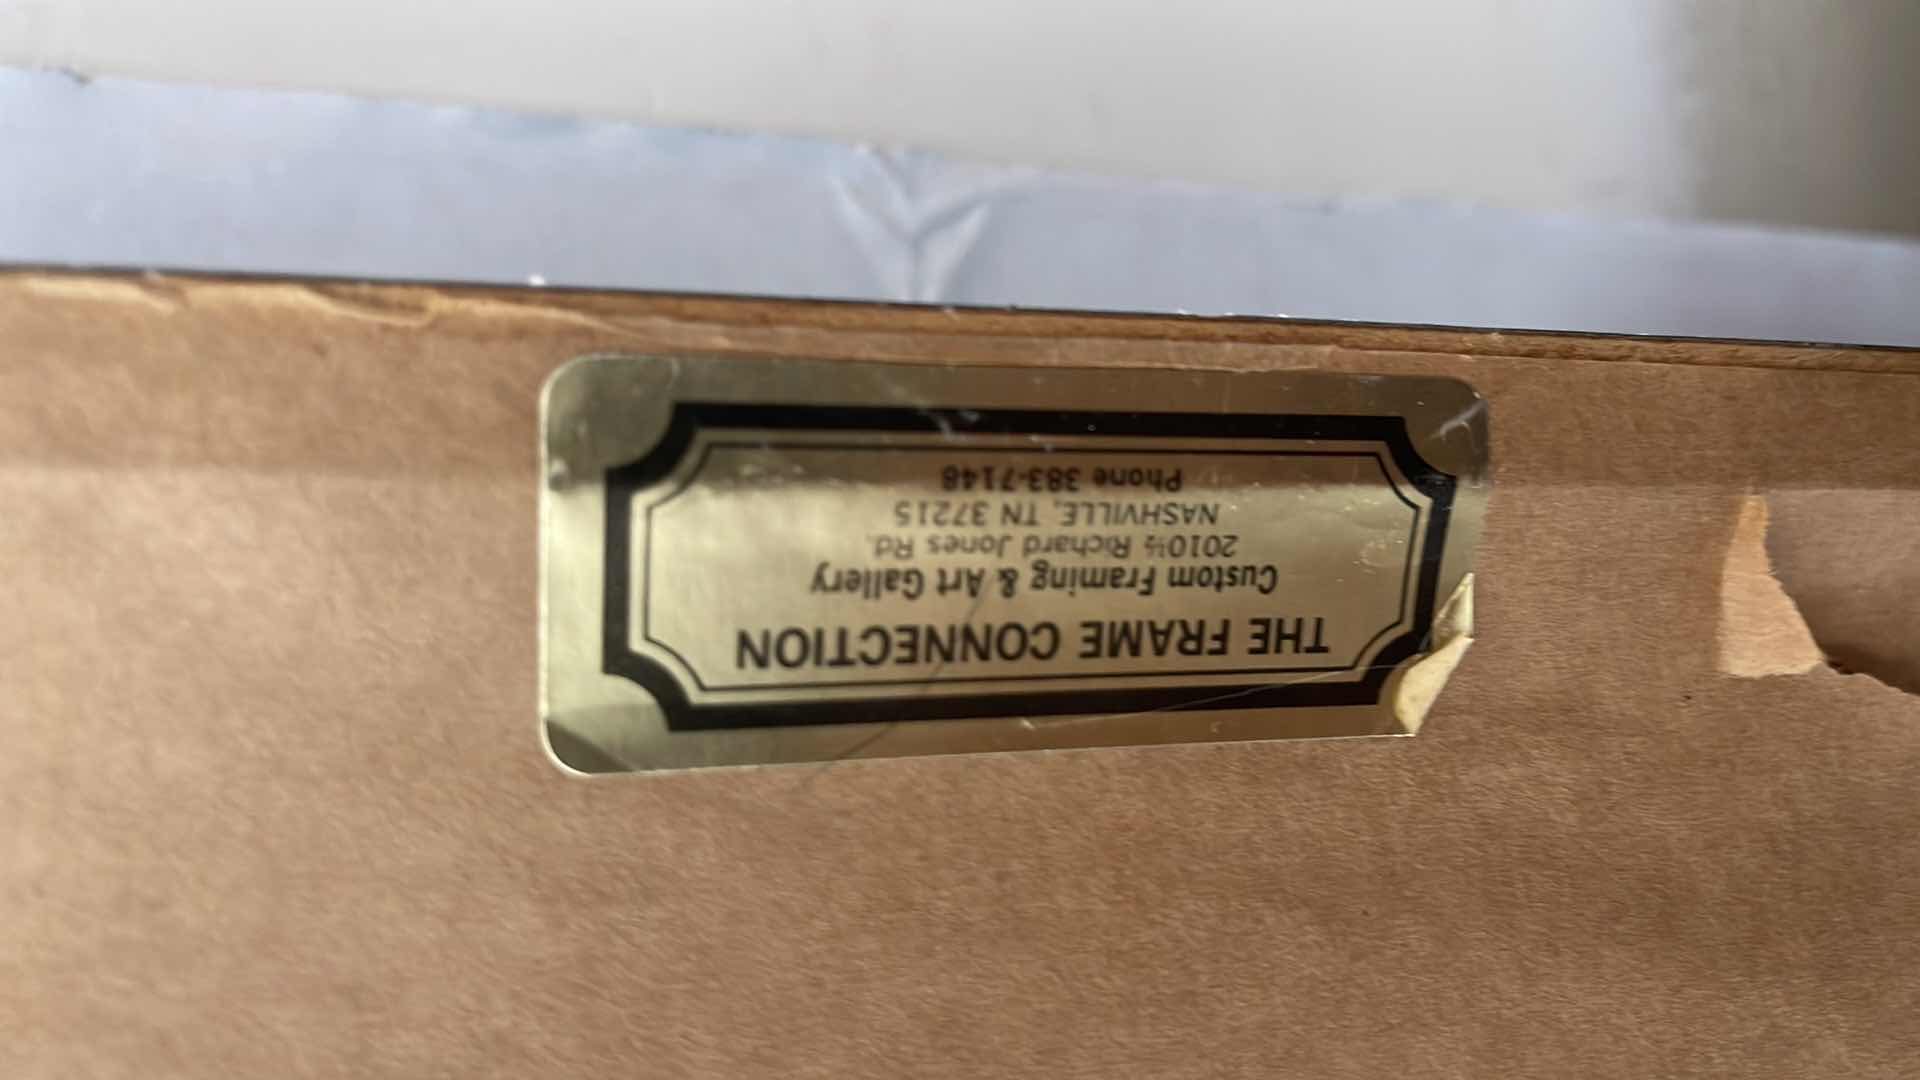 THE FRAME CONNECTION
Custom Framing & Art Gallery
2010½ Richard Jones Rd.
NASHVILLE, TN 37215
Phone 383-7148